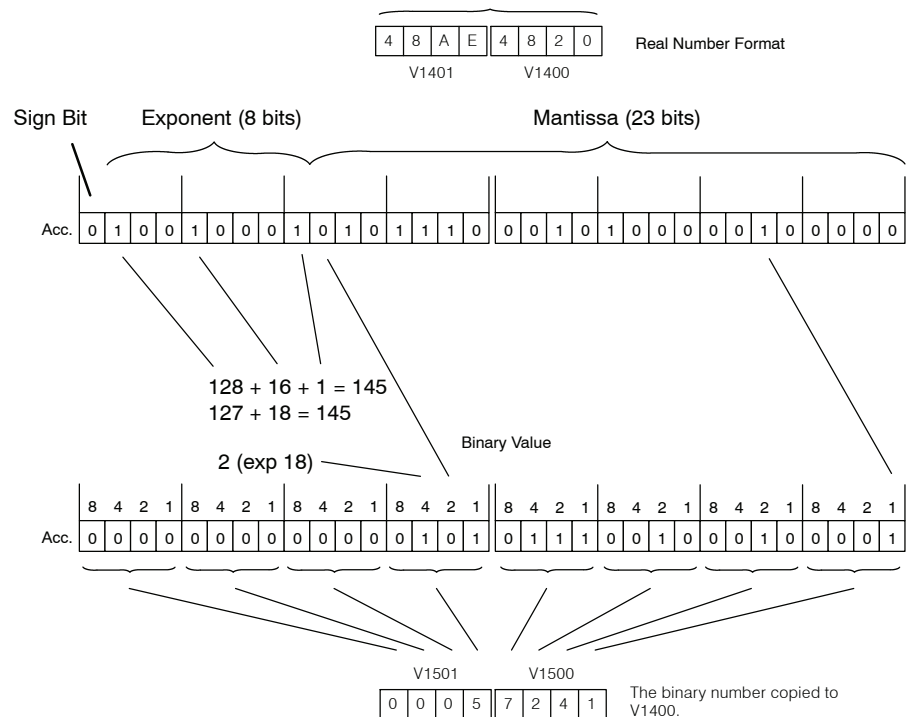 4 8 A E 4 8 2 0 Real Number Format
V1401 V1400
Sign Bit Exponent (8 bits) Mantissa (23 bits)
Acc. 0 1 0 0 1 0 0 0 1 0 1 0 1 1 1 0 0 0 1 0 1 0 0 0 0 0 1 0 0 0 0 0
128 + 16 + 1 = 145
127 + 18 = 145
Binary Value
2 (exp 18)
8 4 2 1 8 4 2 1 8 4 2 1 8 4 2 1 8 4 2 1 8 4 2 1 8 4 2 1 8 4 2 1
Acc. 0 0 0 0 0 0 0 0 0 0 0 0 0 1 0 1 0 1 1 1 0 0 1 0 0 0 1 0 0 0 0 1
V1501 V1500
0 0 0 5 7 2 4 1 The binary number copied to
V1400.